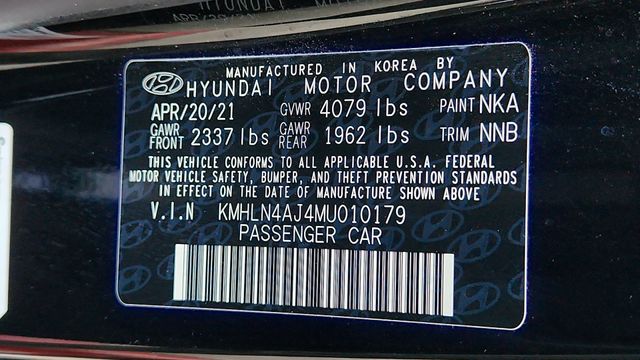 MANUFACTURED IN KOREA BY
HYUNDAI MOTOR COMPANY
APR/20/21 GVWR 4079 lbs PAINT NKA
GAWR FRONT 2337 lbs GAWR REAR 1962 lbs TRIM NNB
THIS VEHICLE CONFORMS TO ALL APPLICABLE U.S.A. FEDERAL
MOTOR VEHICLE SAFETY, BUMPER, AND THEFT PREVENTION STANDARDS
IN EFFECT ON THE DATE OF MANUFACTURE SHOWN ABOVE
V.I.N KMHLN4AJ4MU010179
PASSENGER CAR